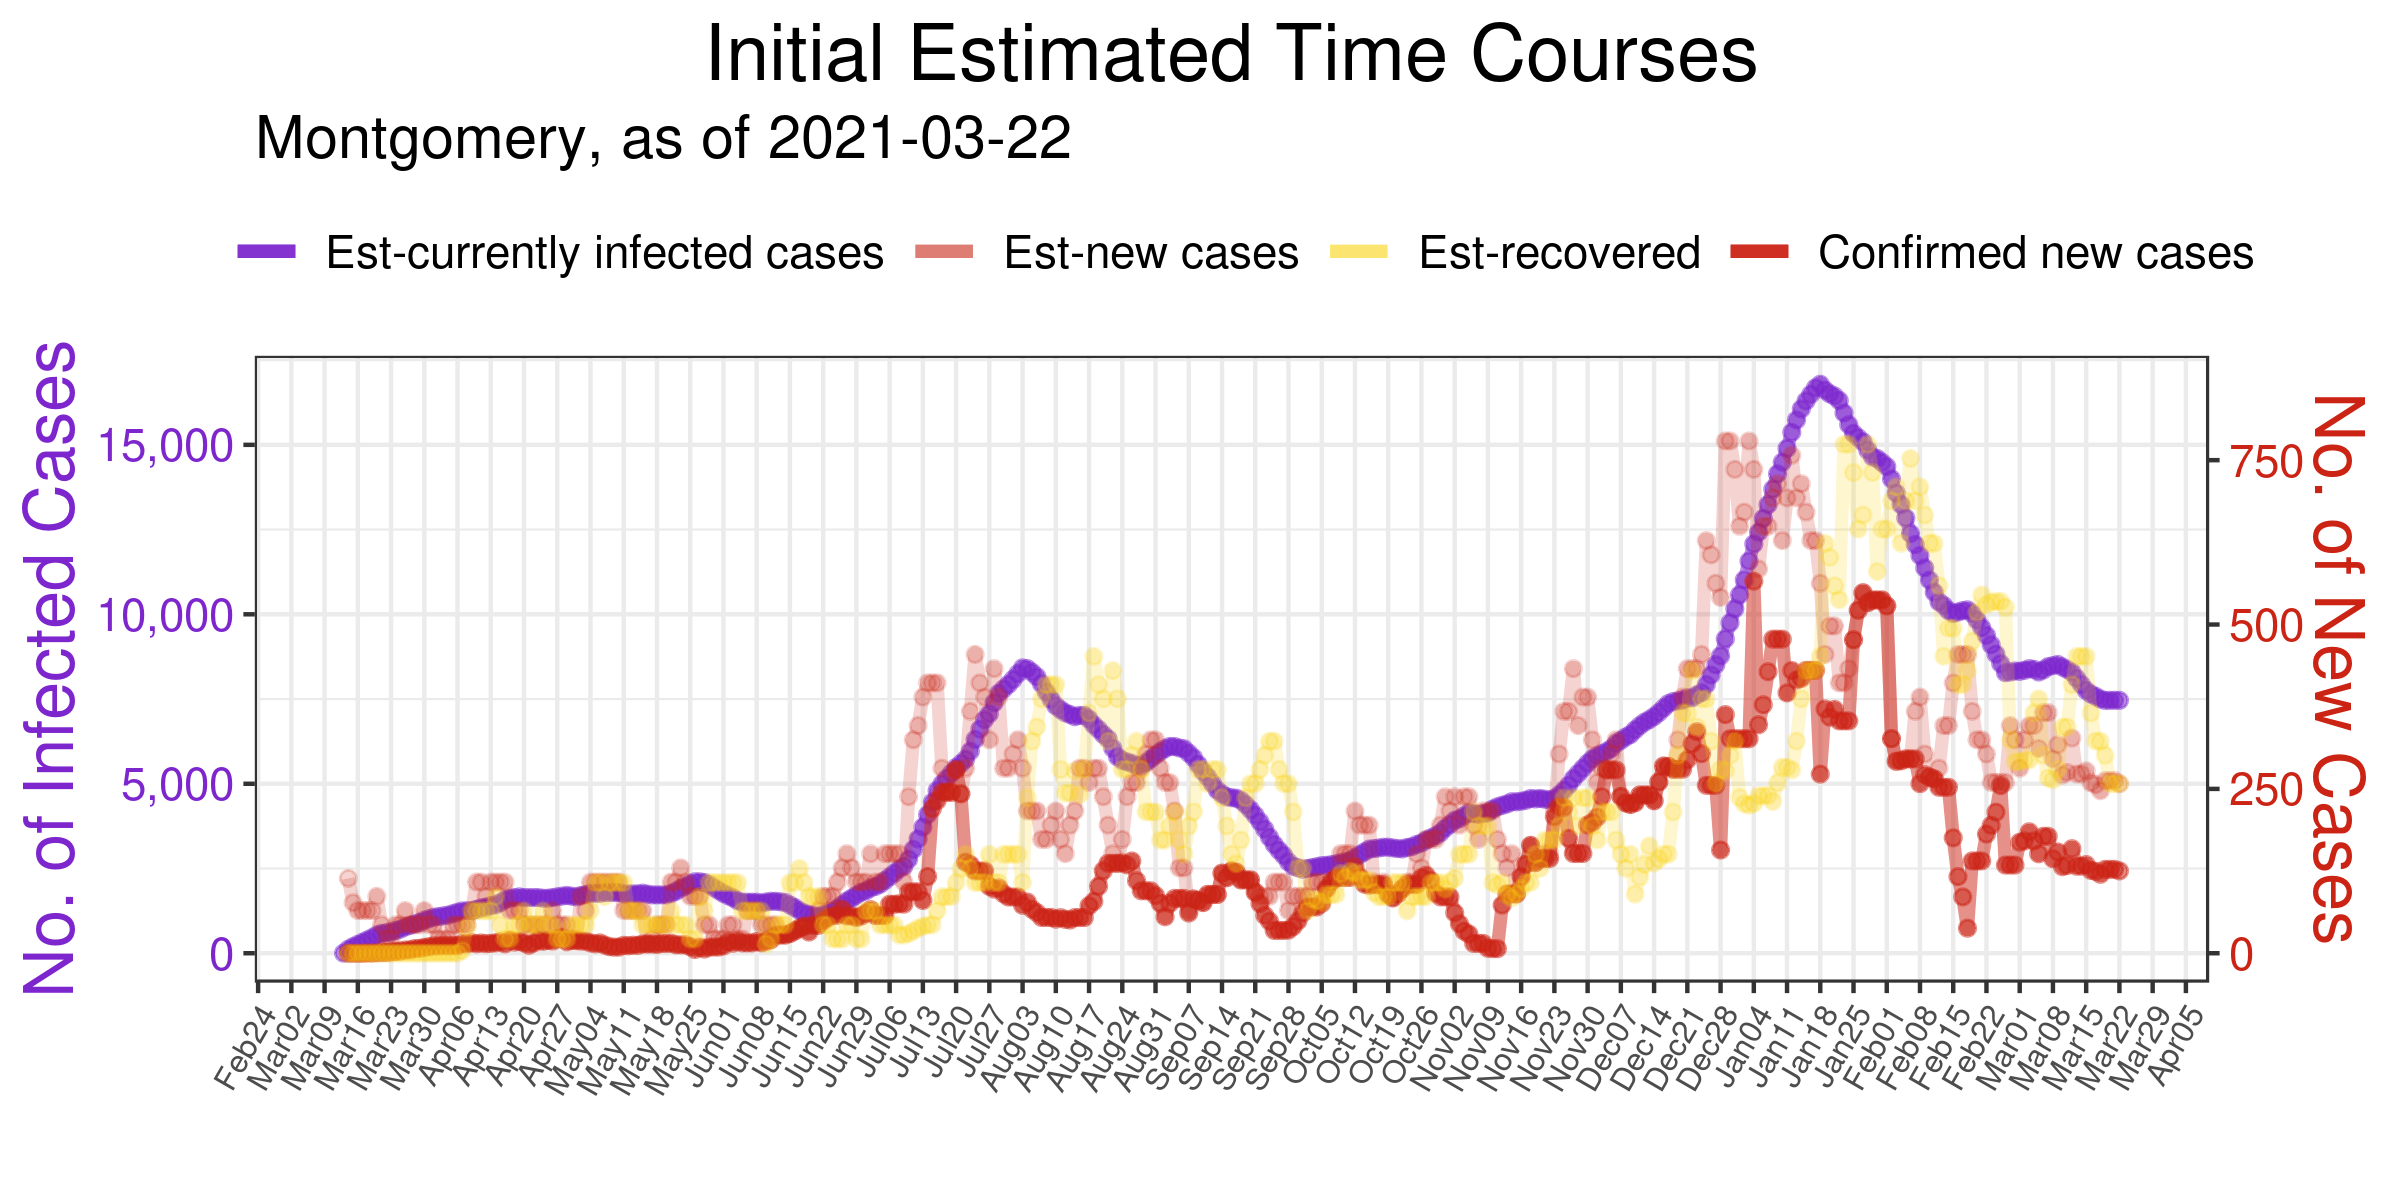 Initial Estimated Time Courses
Montgomery, as of 2021-03-22
Est-currently infected cases Est-new cases Est-recovered Confirmed new cases
No. of Infected Cases
15,000
10,000
5,000
0
750
500
250
0
No. of New Cases
Feb24 Mar02 Mar09 Mar16 Mar23 Mar30 Apr06 Apr13 Apr20 Apr27 May04 May11 May18 May25 Jun01 Jun08 Jun15 Jun22 Jun29 Jul06 Jul13 Jul20 Jul27 Aug03 Aug10 Aug17 Aug24 Aug31 Sep07 Sep14 Sep21 Sep28 Oct05 Oct12 Oct19 Oct26 Nov02 Nov09 Nov16 Nov23 Nov30 Dec07 Dec14 Dec21 Dec28 Jan04 Jan11 Jan18 Jan25 Feb01 Feb08 Feb15 Feb22 Mar01 Mar08 Mar15 Mar22 Mar29 Apr05